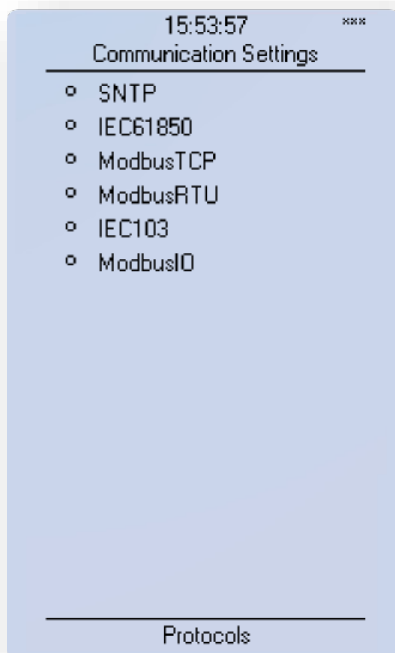 15:53:57 ×××
Communication Settings
SNTP
IEC61850
ModbusTCP
ModbusRTU
IEC103
ModbusIO
Protocols